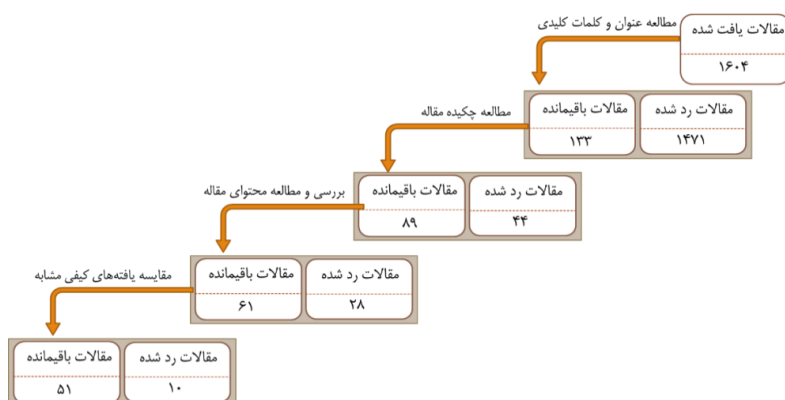 مقالات یافت شده
۱۶۰۴
مطالعه عنوان و کلمات کلیدی
مقالات رد شده
۱۴۷۱
مقالات باقیمانده
۱۳۳
مطالعه چکیده مقاله
مقالات رد شده
۴۴
مقالات باقیمانده
۸۹
بررسی و مطالعه محتوای مقاله
مقالات رد شده
۲۸
مقالات باقیمانده
۶۱
مقایسه یافته‌های کیفی مشابه
مقالات رد شده
۱۰
مقالات باقیمانده
۵۱